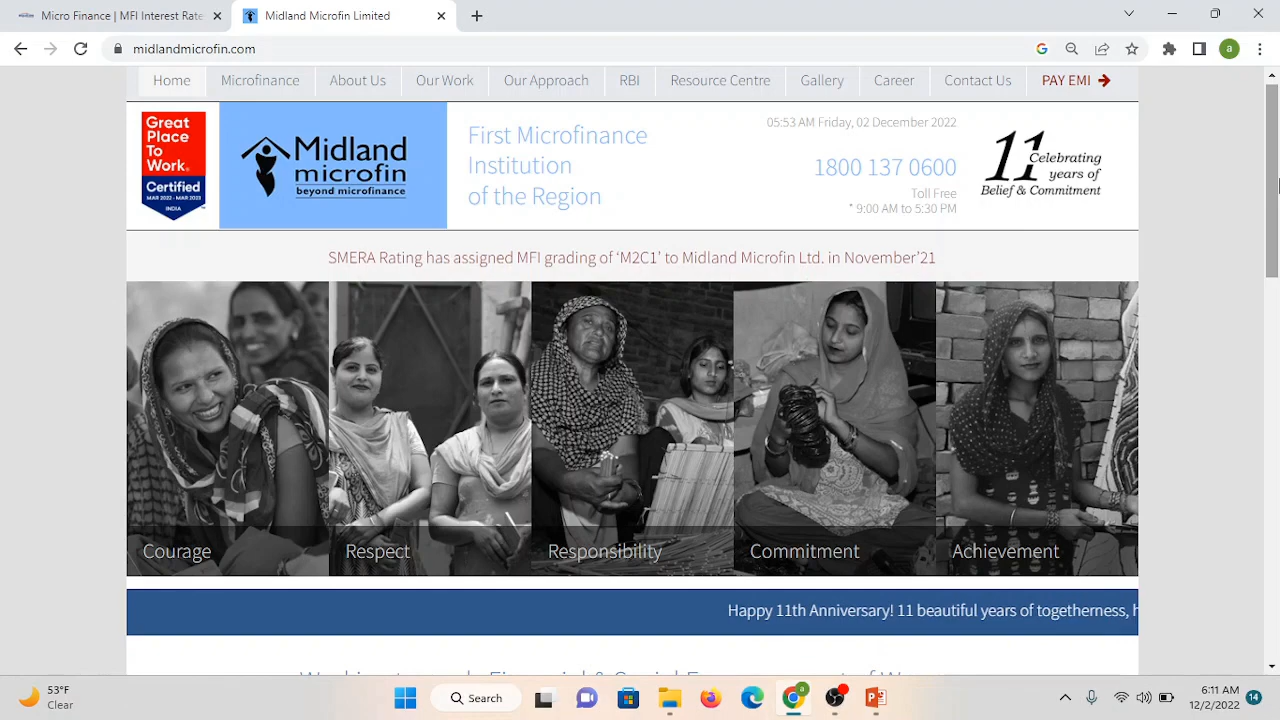 Micro Finance | MFI Interest Rate
Midland Microfin
midlandmicrofin.com
Home
Microfinance
About Us
Our Work
Our Approach
RBI
Resource Centre
Gallery
Career
Contact Us
PAY EMI
Great
Place
To
Work.
Certified
MAR 2022 - MAR 2023
INDIA
Midland
microfin
beyond microfinance
First Microfinance
Institution
of the Region
05:53 AM Friday, 02 December 2022
1800 137 0600
Toll Free
* 9:00 AM to 5:30 PM
11 Celebrating
years of
Belief & Commitment
SMERA Rating has assigned MFI grading of ‘M2C1’ to Midland Microfin Ltd. in November’21
Courage
Respect
Responsibility
Commitment
Achievement
Happy 11th Anniversary! 11 beautiful years of togetherness,
53°F
Clear
Search
6:11 AM
12/2/2022
14